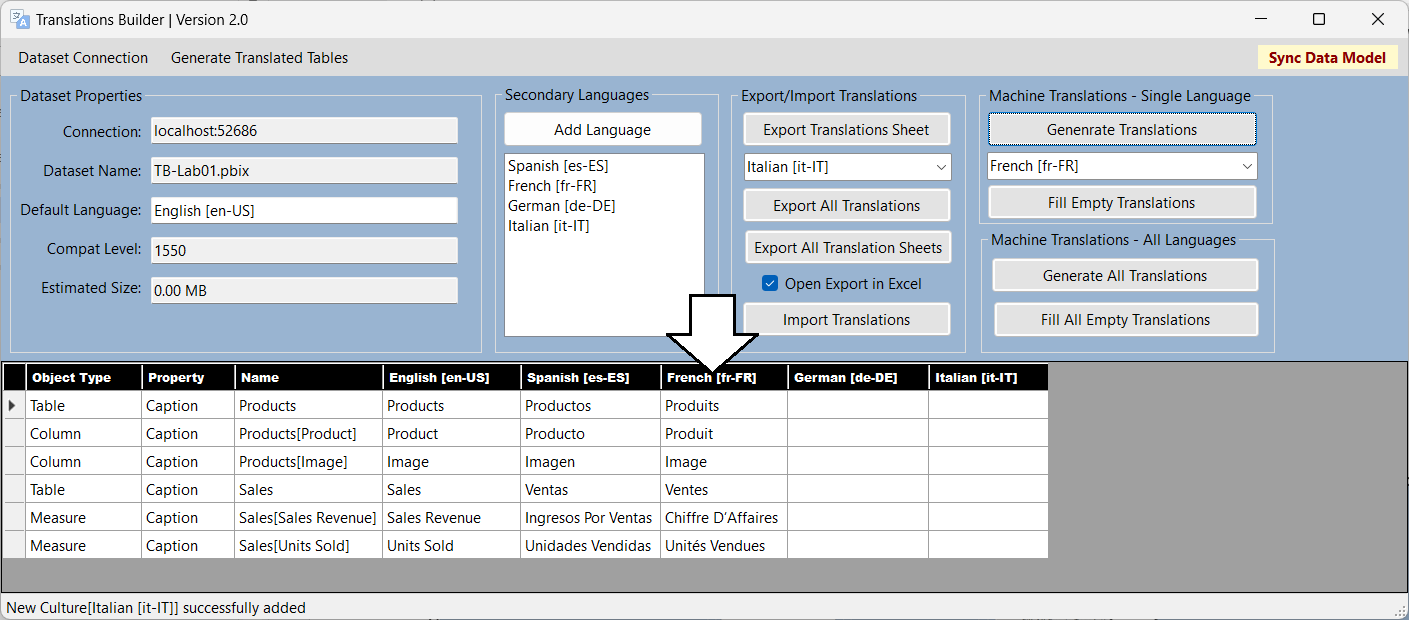 Translations Builder | Version 2.0
Dataset Connection Generate Translated Tables Sync Data Model
Dataset Properties
Connection: localhost:52686
Dataset Name: TB-Lab01.pbix
Default Language: English [en-US]
Compat Level: 1550
Estimated Size: 0.00 MB
Secondary Languages
Add Language
Spanish [es-ES]
French [fr-FR]
German [de-DE]
Italian [it-IT]
Export/Import Translations
Export Translations Sheet
Italian [it-IT]
Export All Translations
Export All Translation Sheets
Open Export in Excel
Import Translations
Machine Translations - Single Language
Genenrate Translations
French [fr-FR]
Fill Empty Translations
Machine Translations - All Languages
Generate All Translations
Fill All Empty Translations
Object Type Property Name English [en-US] Spanish [es-ES] French [fr-FR] German [de-DE] Italian [it-IT]
Table Caption Products Products Productos Produits
Column Caption Products[Product] Product Producto Produit
Column Caption Products[Image] Image Imagen Image
Table Caption Sales Sales Ventas Ventes
Measure Caption Sales[Sales Revenue] Sales Revenue Ingresos Por Ventas Chiffre D’Affaires
Measure Caption Sales[Units Sold] Units Sold Unidades Vendidas Unités Vendues
New Culture[Italian [it-IT]] successfully added